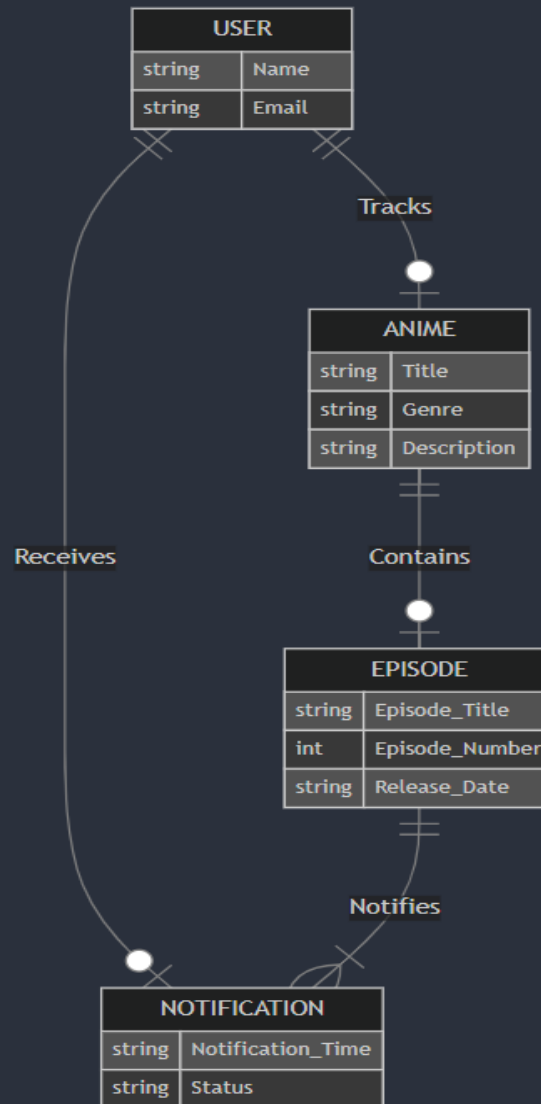 USER
string Name
string Email
Tracks
ANIME
string Title
string Genre
string Description
Receives
Contains
EPISODE
string Episode_Title
int Episode_Number
string Release_Date
Notifies
NOTIFICATION
string Notification_Time
string Status